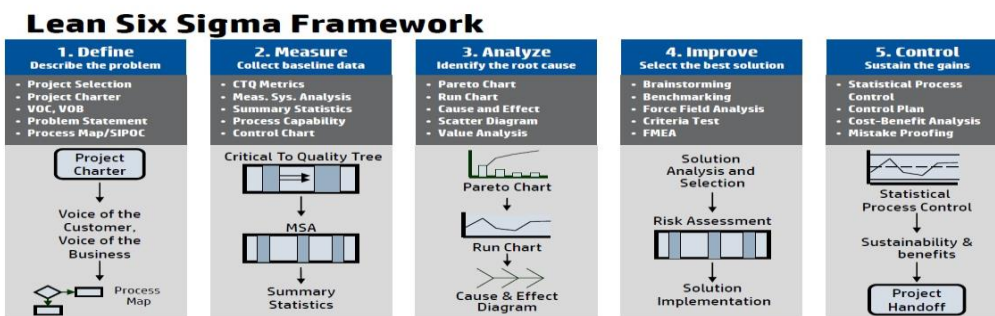 Lean Six Sigma Framework
1. Define
Describe the problem
• Project Selection
• Project Charter
• VOC, VOB
• Problem Statement
• Process Map/SIPOC
Project
Charter
Voice of the
Customer,
Voice of the
Business
Process
Map
2. Measure
Collect baseline data
• CTQ Metrics
• Meas. Sys. Analysis
• Summary Statistics
• Process Capability
• Control Chart
Critical To Quality Tree
MSA
Summary
Statistics
3. Analyze
Identify the root cause
• Pareto Chart
• Run Chart
• Cause and Effect
• Scatter Diagram
• Value Analysis
Pareto Chart
Run Chart
Cause & Effect
Diagram
4. Improve
Select the best solution
• Brainstorming
• Benchmarking
• Force Field Analysis
• Criteria Test
• FMEA
Solution
Analysis and
Selection
Risk Assessment
Solution
Implementation
5. Control
Sustain the gains
• Statistical Process
Control
• Control Plan
• Cost-Benefit Analysis
• Mistake Proofing
Statistical
Process Control
Sustainability &
benefits
Project
Handoff